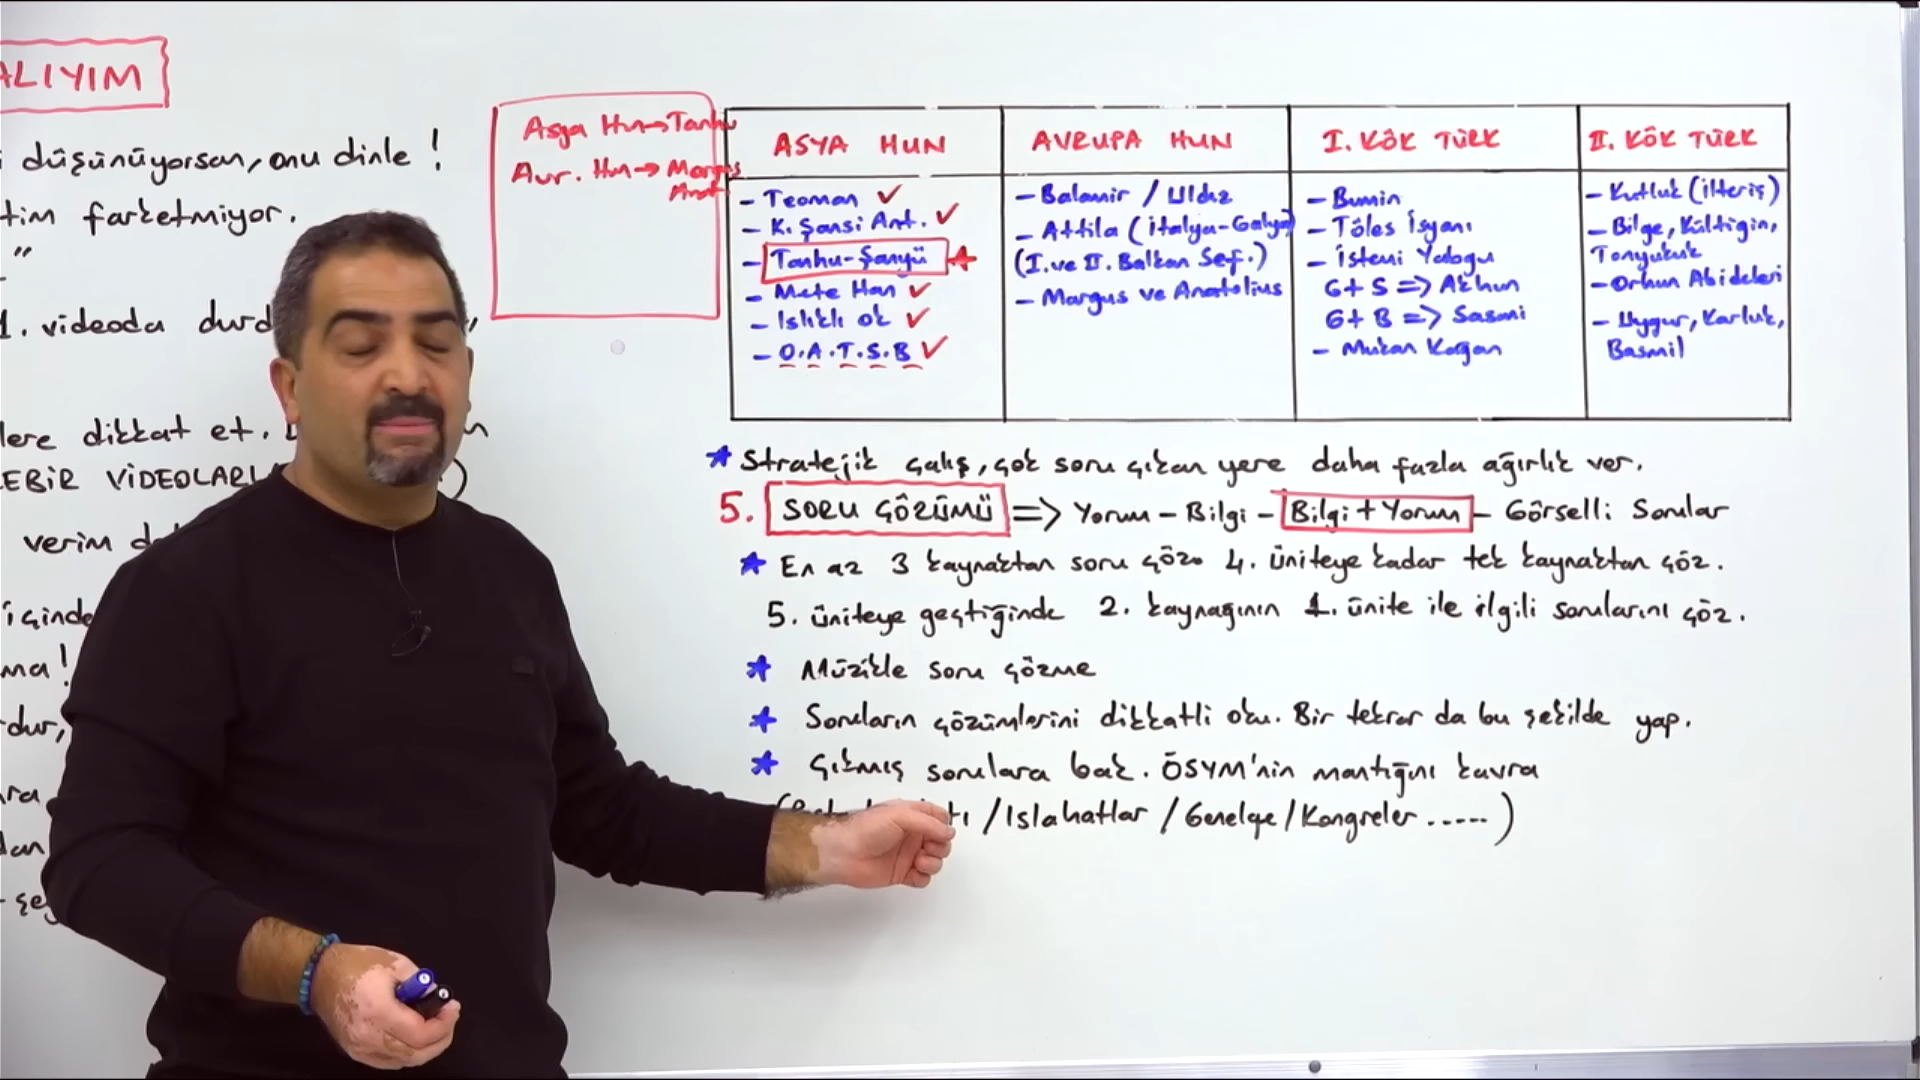 ALIYIM
düşünüyorsan, onu dinle !
tim farketmiyor.
"
1. videoda durd
lere dikkat et.
EBİR VİDEOLARI )
verim
içinde
ma!
dur,
ra
dan
- şey
Asya Hun→Tanhu
Avr. Hun→ Margus
Anat.
ASYA HUN
- Teoman ✓
- K. Şansi Ant. ✓
- Tanhu-Şanyü
- Mete Han ✓
- Islıklı ok ✓
- O.A.T.S.B ✓
AVRUPA HUN
- Balamir / Uldız
- Attila (İtalya-Galya)
(I. ve II. Balkan Sef.)
- Margus ve Anatolius
I. KÖK TÜRK
- Bumin
- Töles İsyanı
- İstemi Yabgu
G+S => Akhun
G+B => Sasani
- Mukan Kağan
II. KÖK TÜRK
- Kutluk (İlteriş)
- Bilge, Kültigin,
Tonyukuk
- Orhun Abideleri
- Uygur, Karluk,
Basmil
★ Stratejik çalış, çok soru çıkan yere daha fazla ağırlık ver.
5. SORU ÇÖZÜMÜ => Yorum - Bilgi - Bilgi + Yorum - Görselli Sorular
★ En az 3 kaynaktan soru çöz. 4. üniteye kadar tek kaynaktan çöz.
5. üniteye geçtiğinde 2. kaynağının 1. ünite ile ilgili sorularını çöz.
★ Müzikle soru çözme
★ Soruların çözümlerini dikkatli oku. Bir tekrar da bu şekilde yap.
★ Çıkmış sorulara bak. ÖSYM'nin mantığını kavra
/ Islahatlar / Genelge / Kongreler ..... )